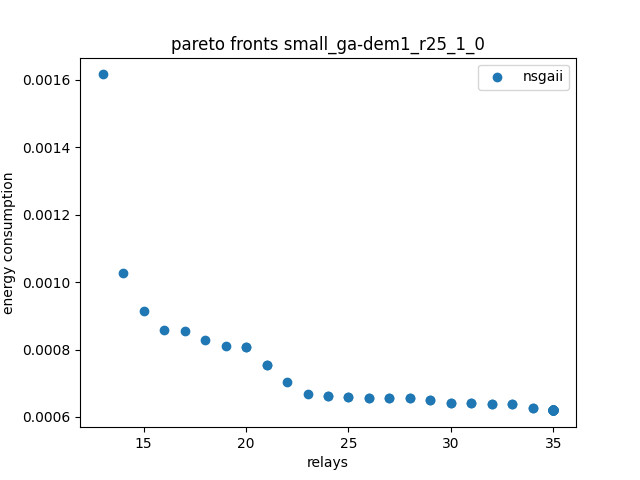 pareto fronts small_ga-dem1_r25_1_0
nsgaii
0.0016
0.0014
0.0012
0.0010
0.0008
0.0006
energy consumption
15 20 25 30 35
relays